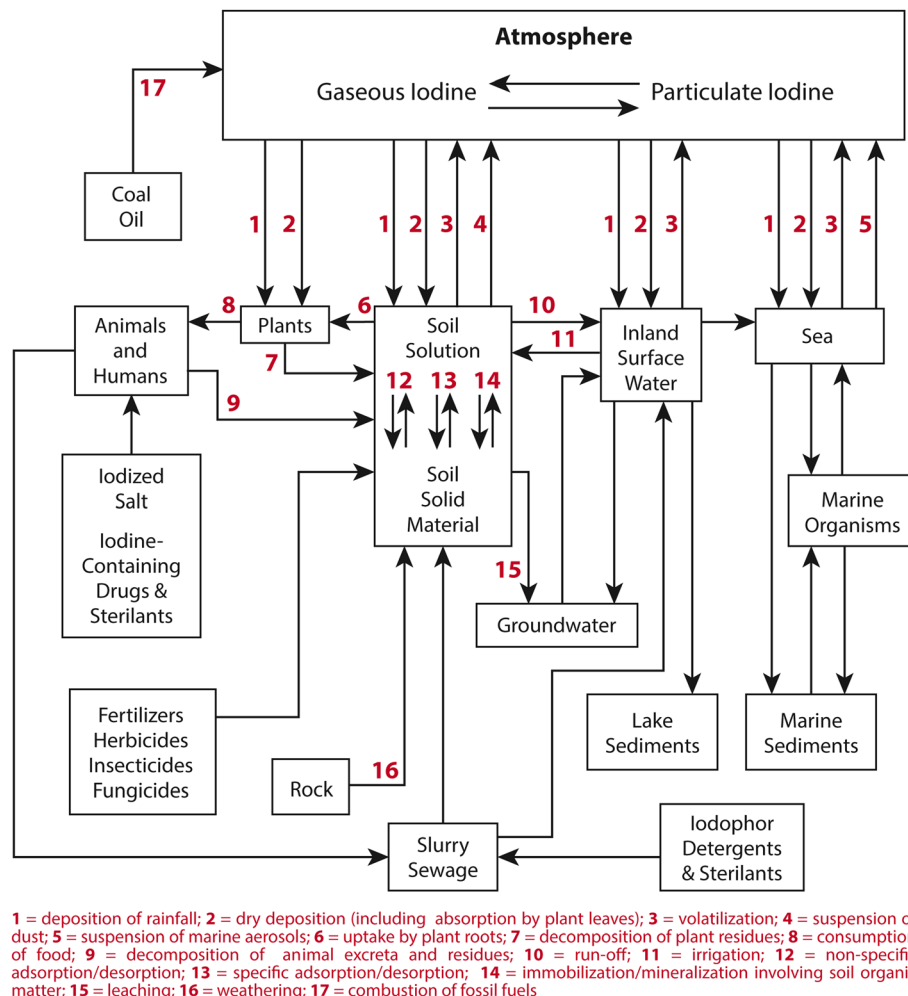 Atmosphere
Gaseous Iodine
Particulate Iodine
17
Coal
Oil
1
2
1
2
3
4
1
2
3
1
2
3
5
Animals
and
Humans
8
Plants
6
7
9
Soil
Solution
10
11
12
13
14
Soil
Solid
Material
Inland
Surface
Water
Sea
Iodized
Salt
Iodine-
Containing
Drugs &
Sterilants
Marine
Organisms
15
Groundwater
Fertilizers
Herbicides
Insecticides
Fungicides
Rock
16
Lake
Sediments
Marine
Sediments
Slurry
Sewage
Iodophor
Detergents
& Sterilants
1 = deposition of rainfall; 2 = dry deposition (including absorption by plant leaves); 3 = volatilization; 4 = suspension o
dust; 5 = suspension of marine aerosols; 6 = uptake by plant roots; 7 = decomposition of plant residues; 8 = consumption
of food; 9 = decomposition of animal excreta and residues; 10 = run-off; 11 = irrigation; 12 = non-specifi
adsorption/desorption; 13 = specific adsorption/desorption; 14 = immobilization/mineralization involving soil organi
matter; 15 = leaching; 16 = weathering; 17 = combustion of fossil fuels